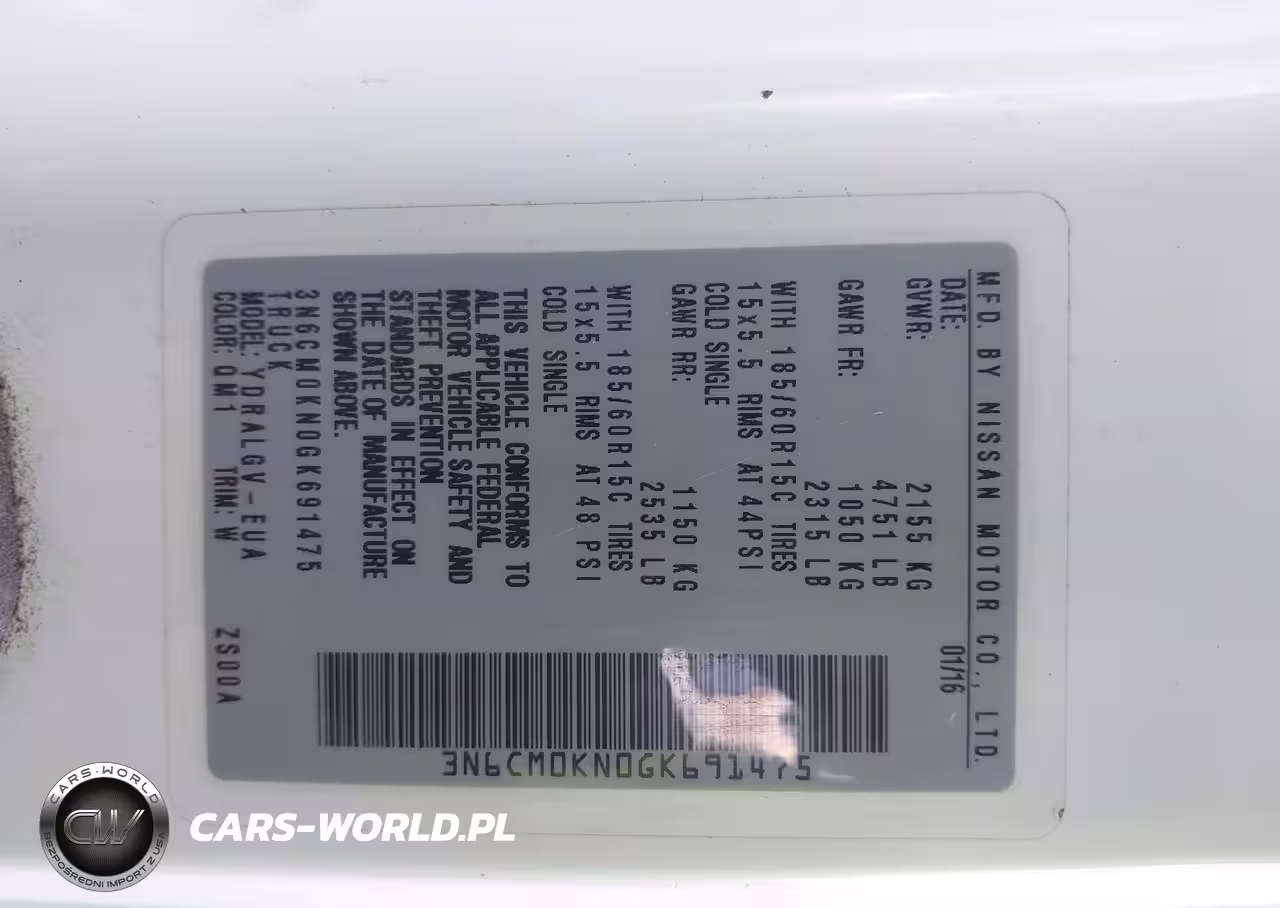 MFD. BY NISSAN MOTOR CO., LTD.
DATE: 01/16
GVWR: 2155 KG
4751 LB
GAWR FR: 1050 KG
2315 LB
WITH 185/60R15C TIRES
15x5.5 RIMS AT 44PSI
COLD SINGLE
GAWR RR: 1150 KG
2535 LB
WITH 185/60R15C TIRES
15x5.5 RIMS AT 48 PSI
COLD SINGLE
THIS VEHICLE CONFORMS TO
ALL APPLICABLE FEDERAL
MOTOR VEHICLE SAFETY AND
THEFT PREVENTION
STANDARDS IN EFFECT ON
THE DATE OF MANUFACTURE
SHOWN ABOVE.
3N6CM0KN0GK691475
TRUCK
MODEL: YDRALGV-EUA
COLOR: QM1 TRIM: W ZS00A
3N6CM0KN0GK691475
CARS-WORLD
CW
BEZPOŚREDNI IMPORT Z USA
CARS-WORLD.PL